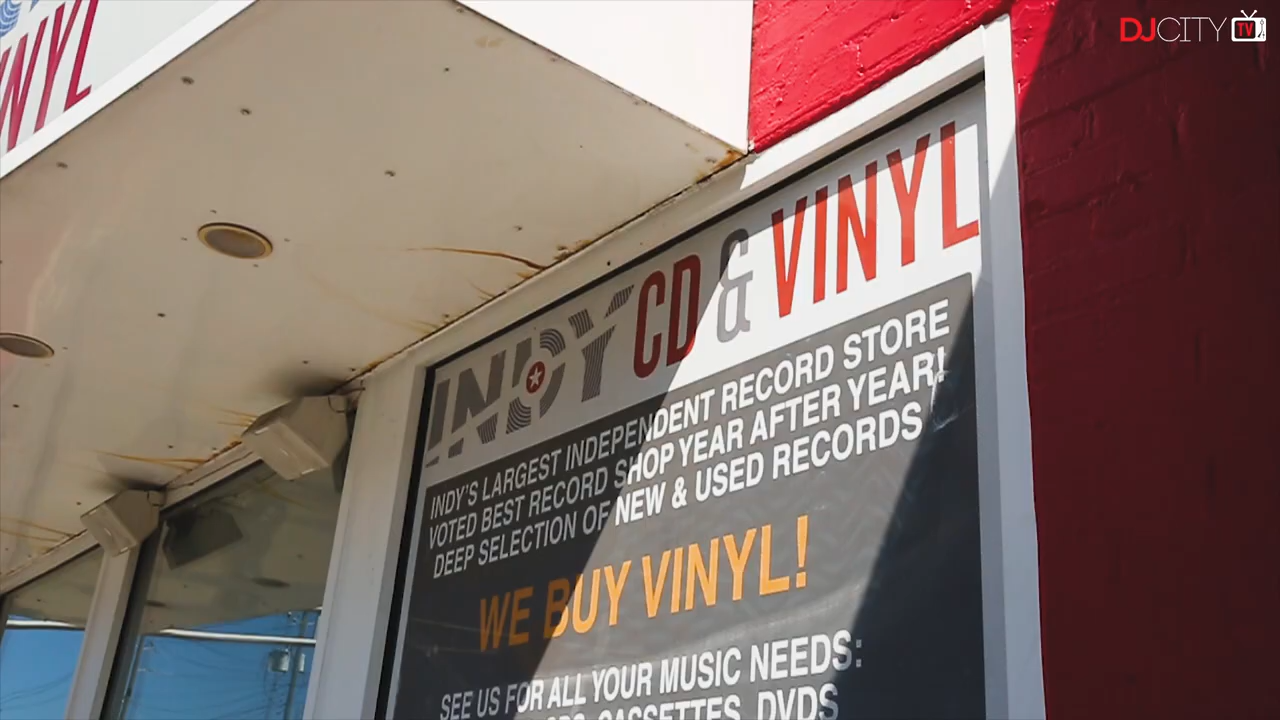 DJCITY TV
VINYL
INDY CD & VINYL
INDY'S LARGEST INDEPENDENT RECORD STORE
VOTED BEST RECORD SHOP YEAR AFTER YEAR!
DEEP SELECTION OF NEW & USED RECORDS
WE BUY VINYL!
SEE US FOR ALL YOUR MUSIC NEEDS:
CASSETTES, DVDS